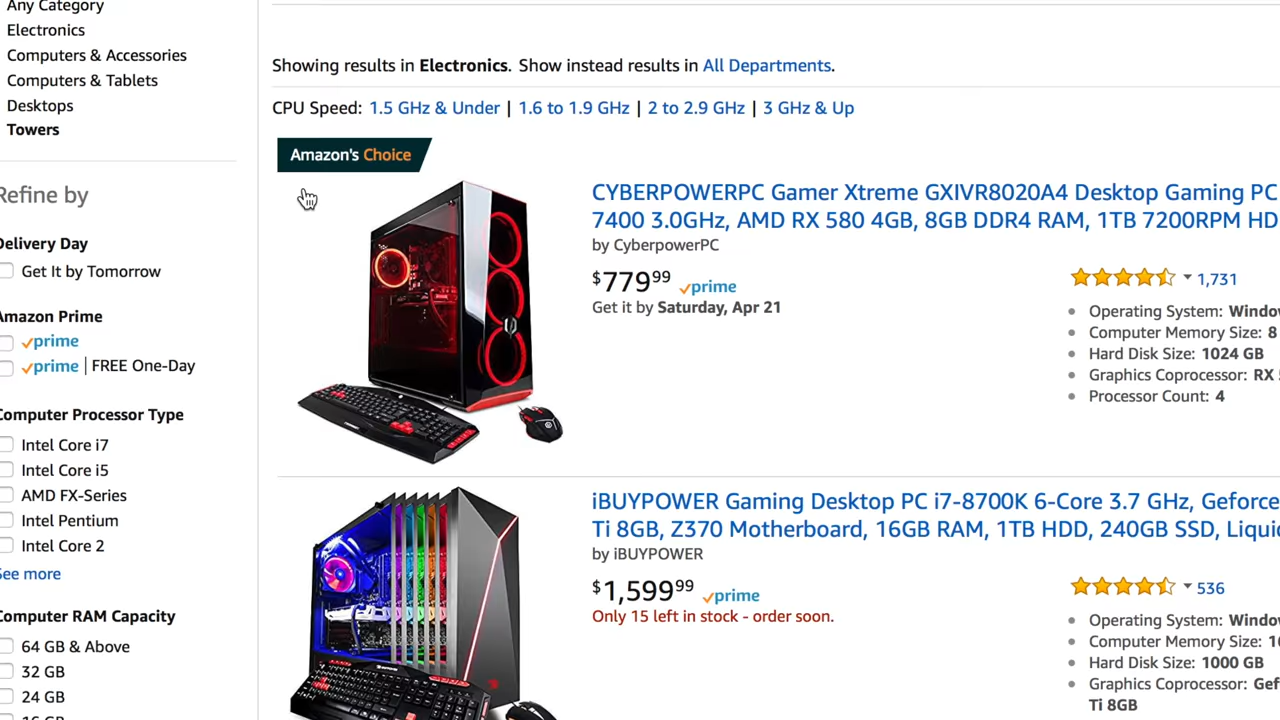 Any Category
Electronics
Computers & Accessories
Computers & Tablets
Desktops
Towers
Refine by
Delivery Day
Get It by Tomorrow
Amazon Prime
prime
prime | FREE One-Day
Computer Processor Type
Intel Core i7
Intel Core i5
AMD FX-Series
Intel Pentium
Intel Core 2
See more
Computer RAM Capacity
64 GB & Above
32 GB
24 GB
Showing results in Electronics. Show instead results in All Departments.
CPU Speed: 1.5 GHz & Under | 1.6 to 1.9 GHz | 2 to 2.9 GHz | 3 GHz & Up
Amazon's Choice
CYBERPOWERPC Gamer Xtreme GXIVR8020A4 Desktop Gaming PC
7400 3.0GHz, AMD RX 580 4GB, 8GB DDR4 RAM, 1TB 7200RPM HD
by CyberpowerPC
$779 99 prime
Get it by Saturday, Apr 21
1,731
Operating System: Windo
Computer Memory Size: 8
Hard Disk Size: 1024 GB
Graphics Coprocessor: RX
Processor Count: 4
iBUYPOWER Gaming Desktop PC i7-8700K 6-Core 3.7 GHz, Geforce
Ti 8GB, Z370 Motherboard, 16GB RAM, 1TB HDD, 240GB SSD, Liqui
by iBUYPOWER
$1,599 99 prime
Only 15 left in stock - order soon.
536
Operating System: Windo
Computer Memory Size: 1
Hard Disk Size: 1000 GB
Graphics Coprocessor: Gef
Ti 8GB